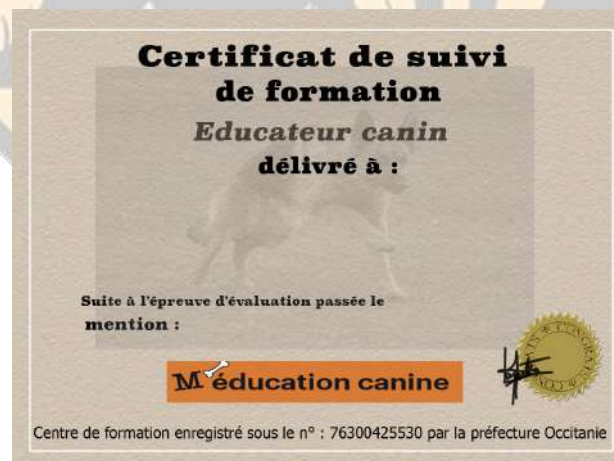 Certificat de suivi
de formation
Educateur canin
délivré à :
Suite à l'épreuve d'évaluation passée le
mention :
M'éducation canine
Centre de formation enregistré sous le n° : 76300425530 par la préfecture Occitanie